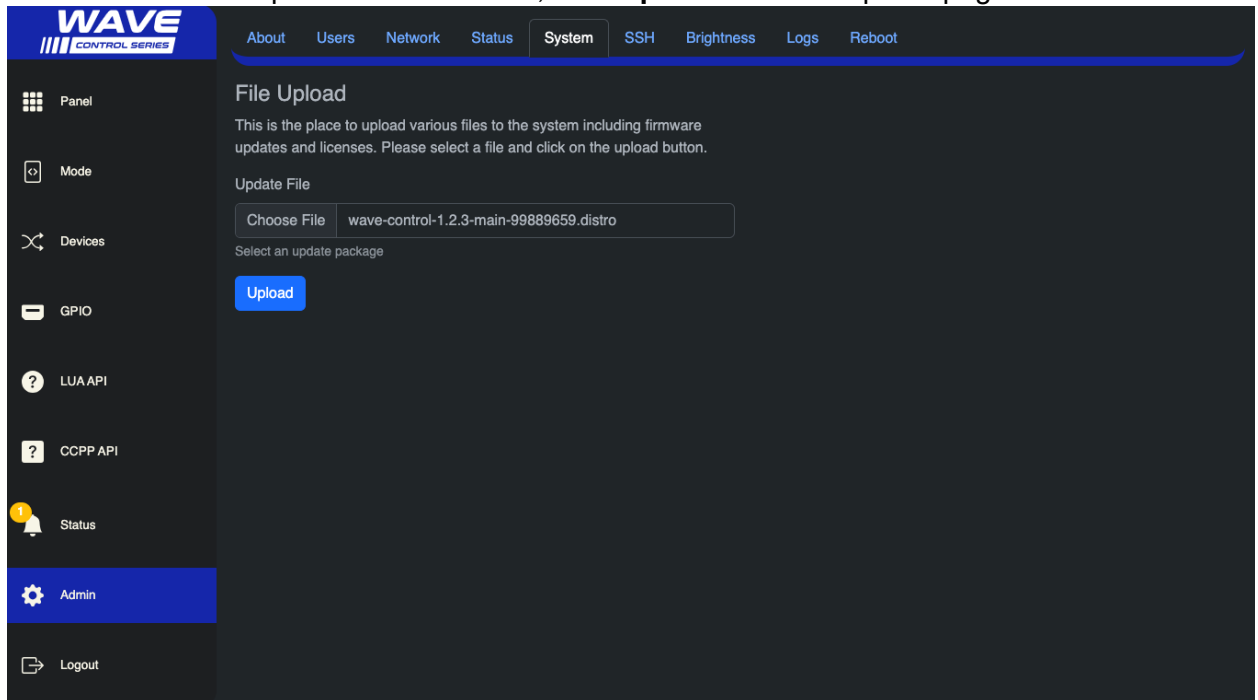 WAVE
CONTROL SERIES
About Users Network Status System SSH Brightness Logs Reboot
Panel
Mode
Devices
GPIO
LUA API
CCPP API
1
Status
Admin
Logout
File Upload
This is the place to upload various files to the system including firmware
updates and licenses. Please select a file and click on the upload button.
Update File
Choose File wave-control-1.2.3-main-99889659.distro
Select an update package
Upload